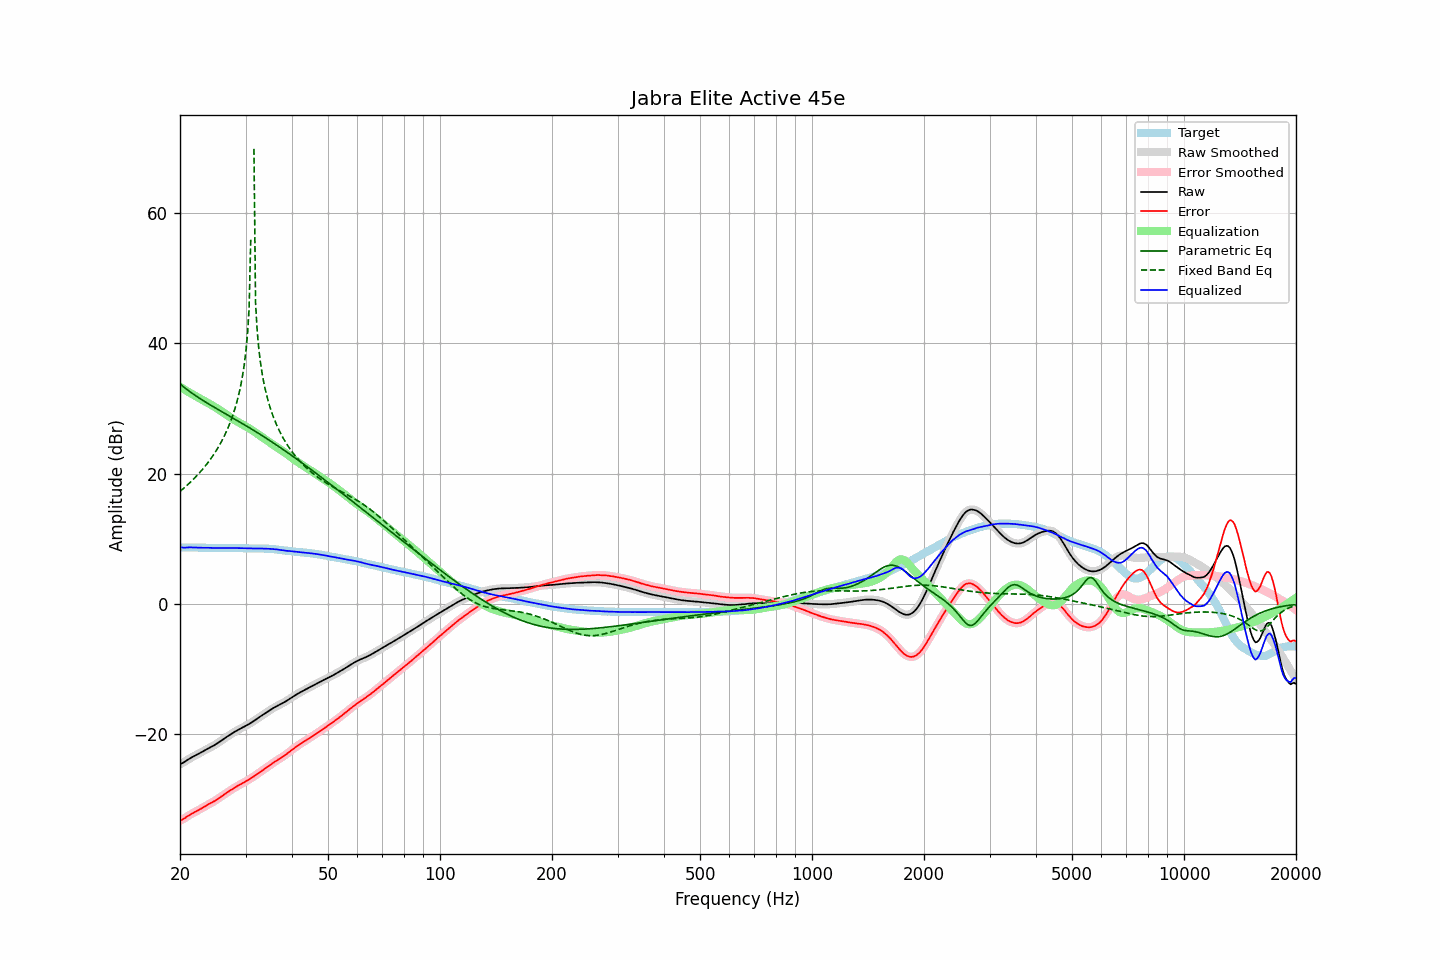 Jabra Elite Active 45e
Target
Raw Smoothed
Error Smoothed
Raw
Error
Equalization
Parametric Eq
Fixed Band Eq
Equalized
60
40
20
0
−20
Amplitude (dBr)
20
50
100
200
500
1000
2000
5000
10000
20000
Frequency (Hz)